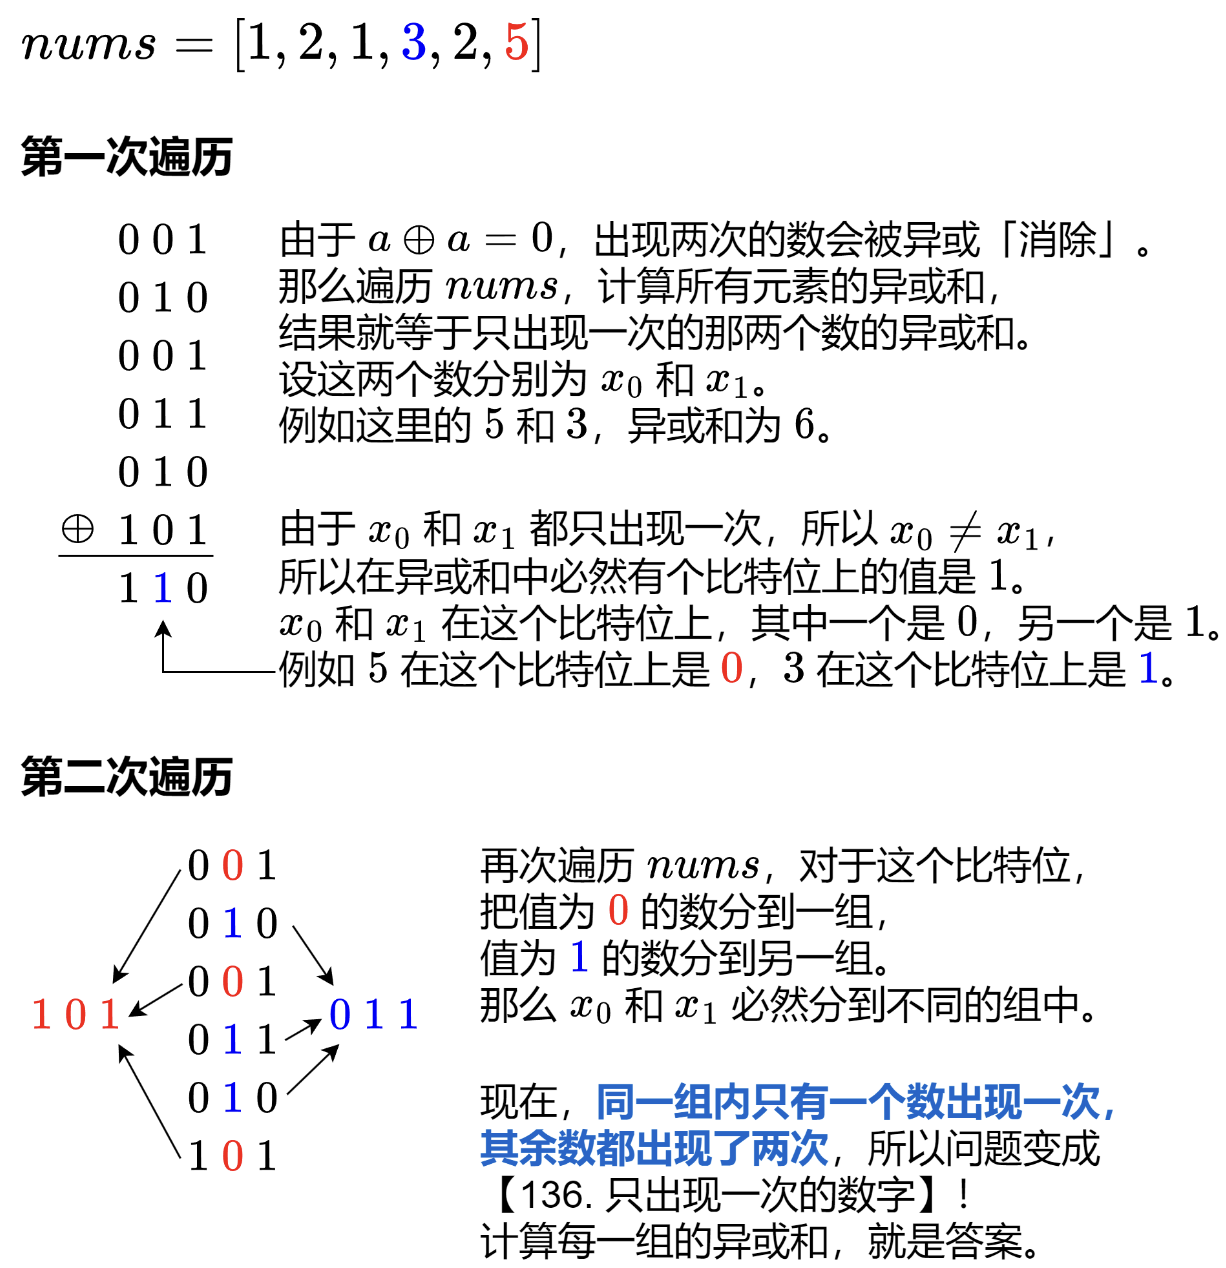 nums = [1, 2, 1, 3, 2, 5]
第一次遍历
0 0 1
0 1 0
0 0 1
0 1 1
0 1 0
⊕ 1 0 1
1 1 0
由于 a ⊕ a = 0，出现两次的数会被异或「消除」。
那么遍历 nums，计算所有元素的异或和，
结果就等于只出现一次的那两个数的异或和。
设这两个数分别为 x₀ 和 x₁。
例如这里的 5 和 3，异或和为 6。
由于 x₀ 和 x₁ 都只出现一次，所以 x₀ ≠ x₁，
所以在异或和中必然有个比特位上的值是 1。
x₀ 和 x₁ 在这个比特位上，其中一个是 0，另一个是 1。
例如 5 在这个比特位上是 0，3 在这个比特位上是 1。
第二次遍历
0 0 1
0 1 0
0 0 1
1 0 1
0 1 1
0 1 1
0 1 0
1 0 1
再次遍历 nums，对于这个比特位，
把值为 0 的数分到一组，
值为 1 的数分到另一组。
那么 x₀ 和 x₁ 必然分到不同的组中。
现在，同一组内只有一个数出现一次，
其余数都出现了两次，所以问题变成
【136. 只出现一次的数字】！
计算每一组的异或和，就是答案。